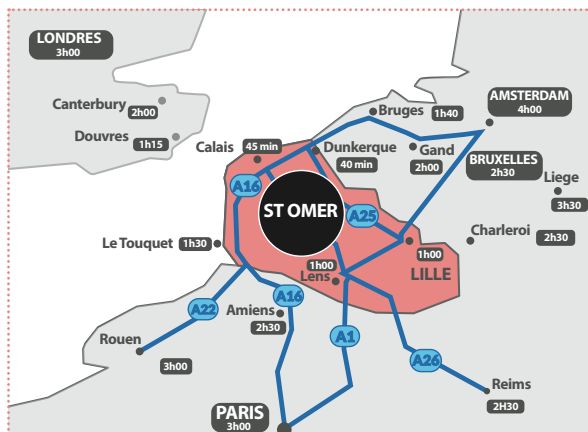 LONDRES
3h00
Canterbury
2h00
Douvres
1h15
Bruges
1h40
AMSTERDAM
4h00
Calais
45 min
Dunkerque
40 min
Gand
2h00
BRUXELLES
2h30
Liege
3h30
A16
ST OMER
A25
Le Touquet
1h30
Charleroi
2h30
1h00
LILLE
1h00
Lens
A16
A22
Amiens
2h30
A1
A26
Rouen
3h00
Reims
2H30
PARIS
3h00